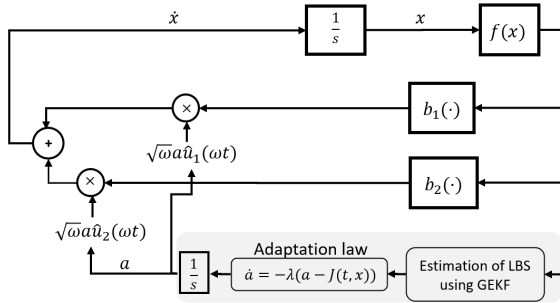 ẋ
1/s
x
f(x)
×
b₁(·)
√ω a û₁(ωt)
+
×
b₂(·)
√ω a û₂(ωt)
a
Adaptation law
1/s
ȧ = −λ(a − J(t, x))
Estimation of LBS
using GEKF